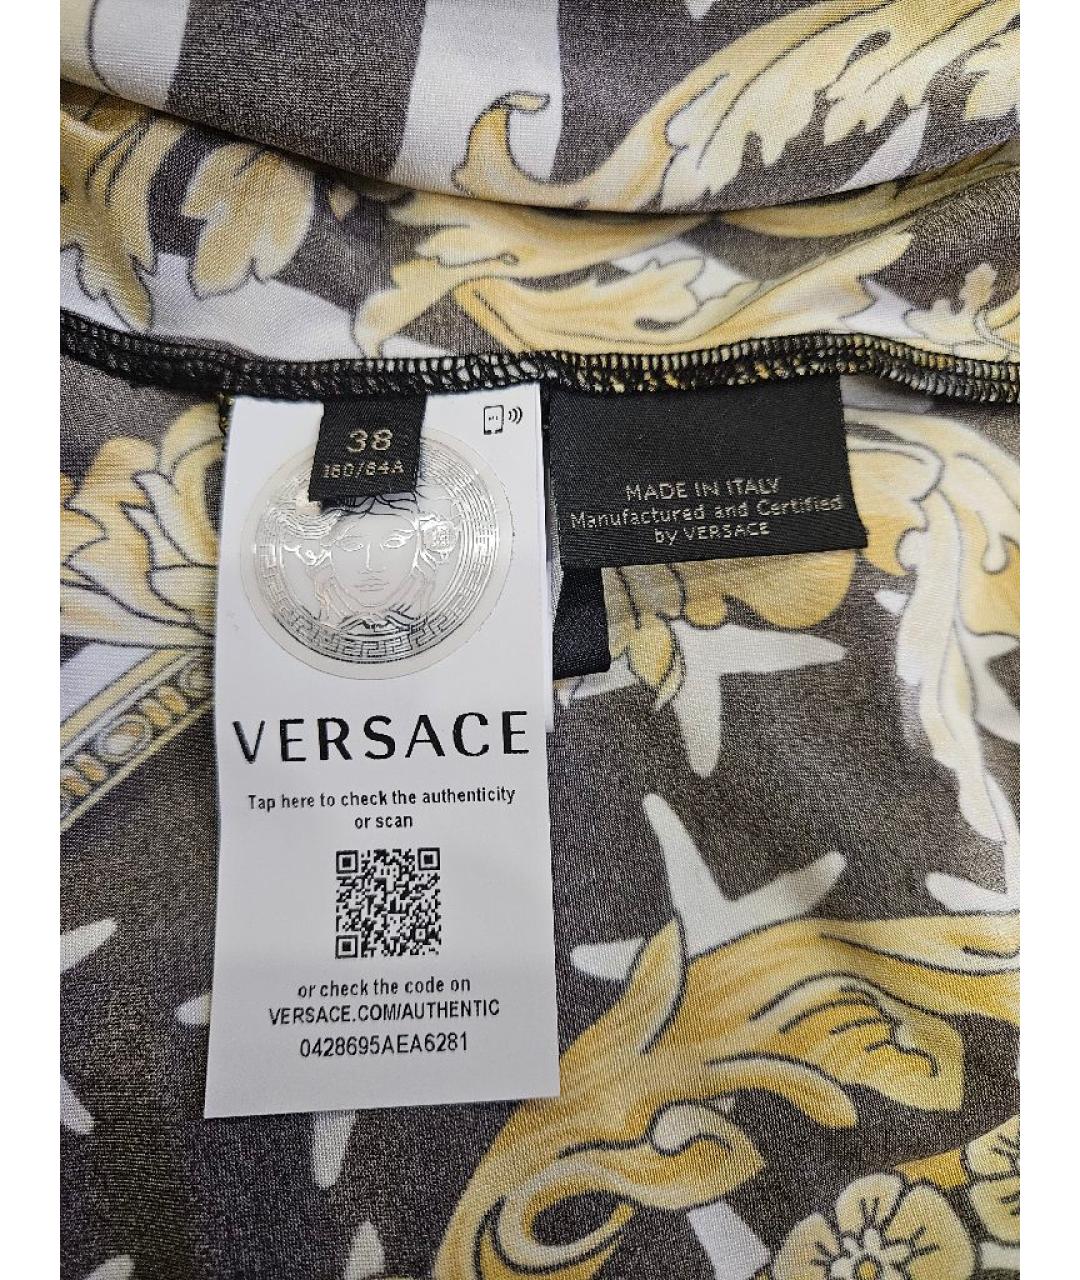 38
160/84A
MADE IN ITALY
Manufactured and Certified
by VERSACE
VERSACE
Tap here to check the authenticity
or scan
or check the code on
VERSACE.COM/AUTHENTIC
0428695AEA6281